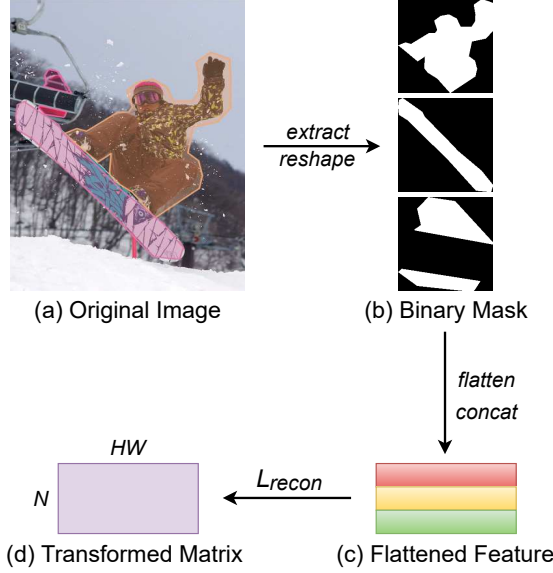 extract
reshape
(a) Original Image
(b) Binary Mask
flatten
concat
HW
N
Lrecon
(d) Transformed Matrix
(c) Flattened Feature